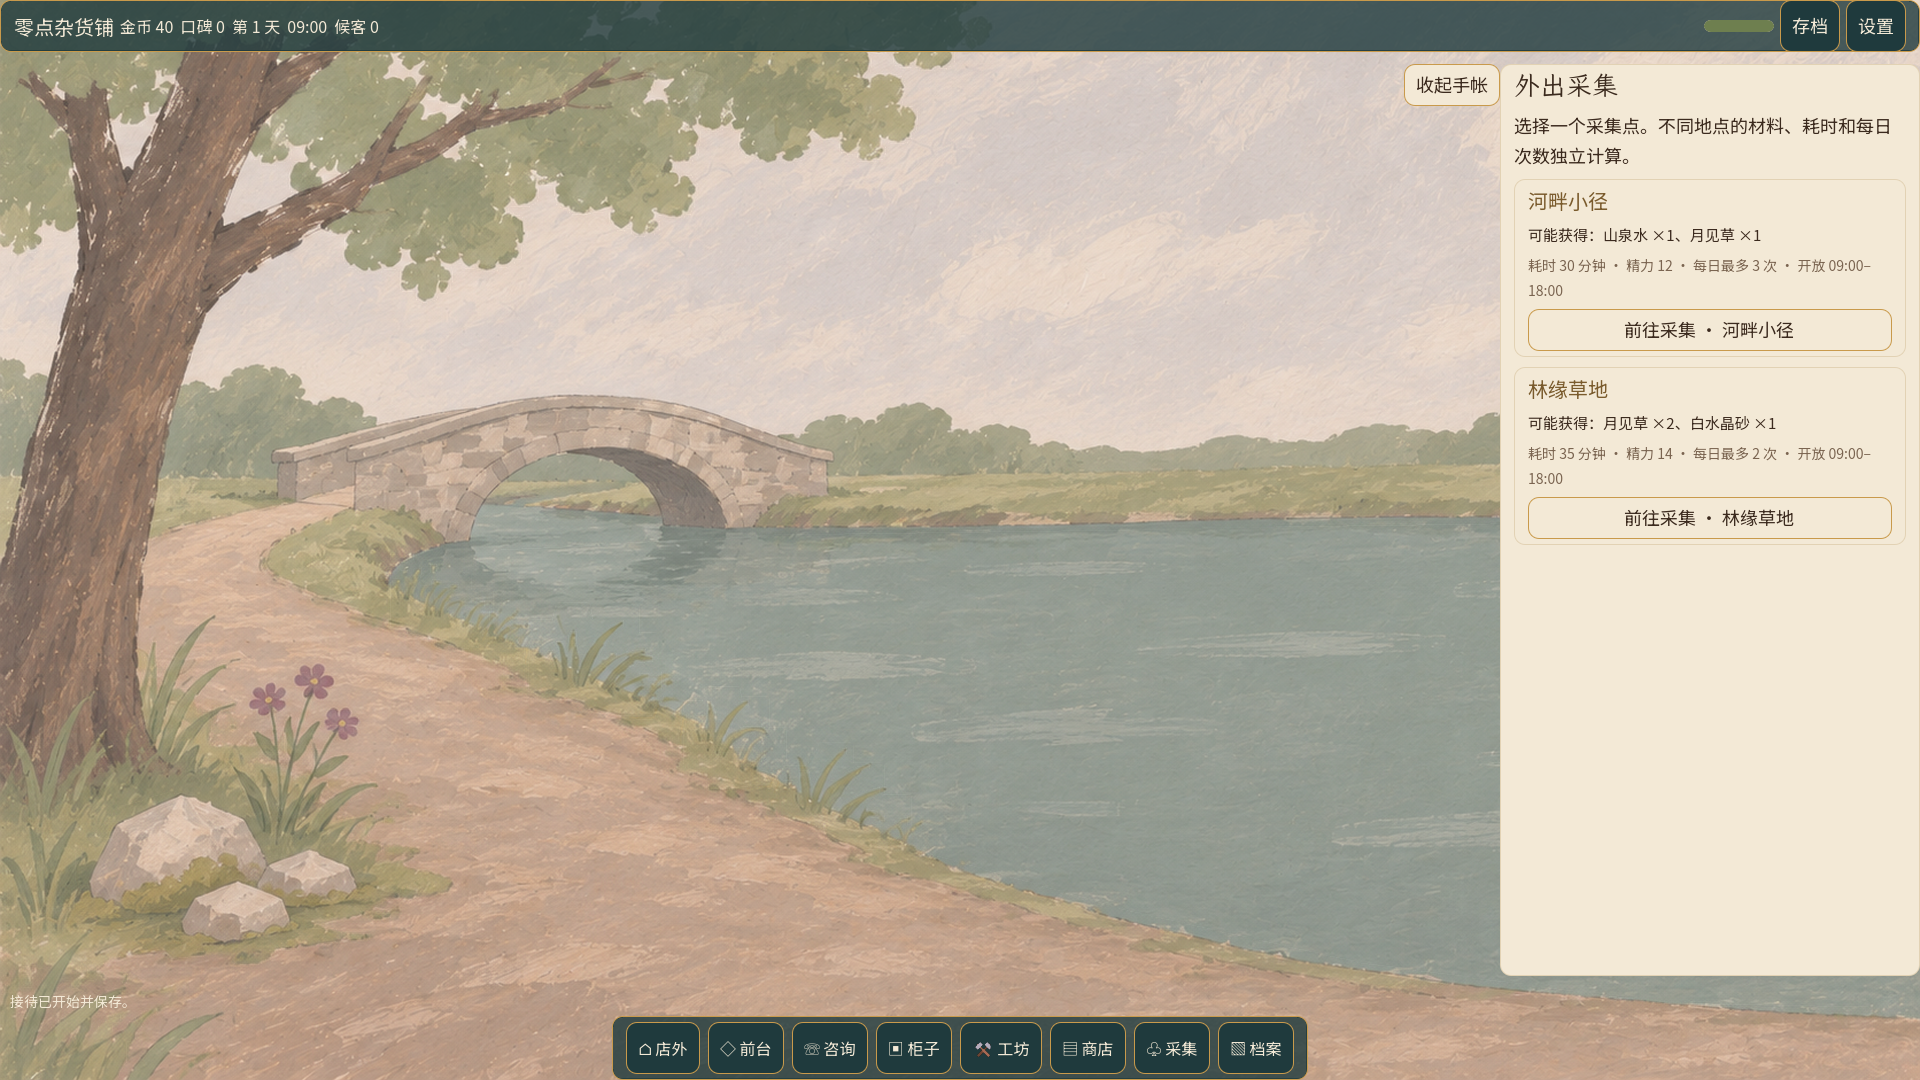 零点杂货铺 金币 40 口碑 0 第 1 天 09:00 候客 0
存档
设置
收起手帐
外出采集
选择一个采集点。不同地点的材料、耗时和每日
次数独立计算。
河畔小径
可能获得：山泉水 ×1、月见草 ×1
耗时 30 分钟 · 精力 12 · 每日最多 3 次 · 开放 09:00–
18:00
前往采集 · 河畔小径
林缘草地
可能获得：月见草 ×2、白水晶砂 ×1
耗时 35 分钟 · 精力 14 · 每日最多 2 次 · 开放 09:00–
18:00
前往采集 · 林缘草地
接待已开始并保存。
店外
前台
咨询
柜子
工坊
商店
采集
档案